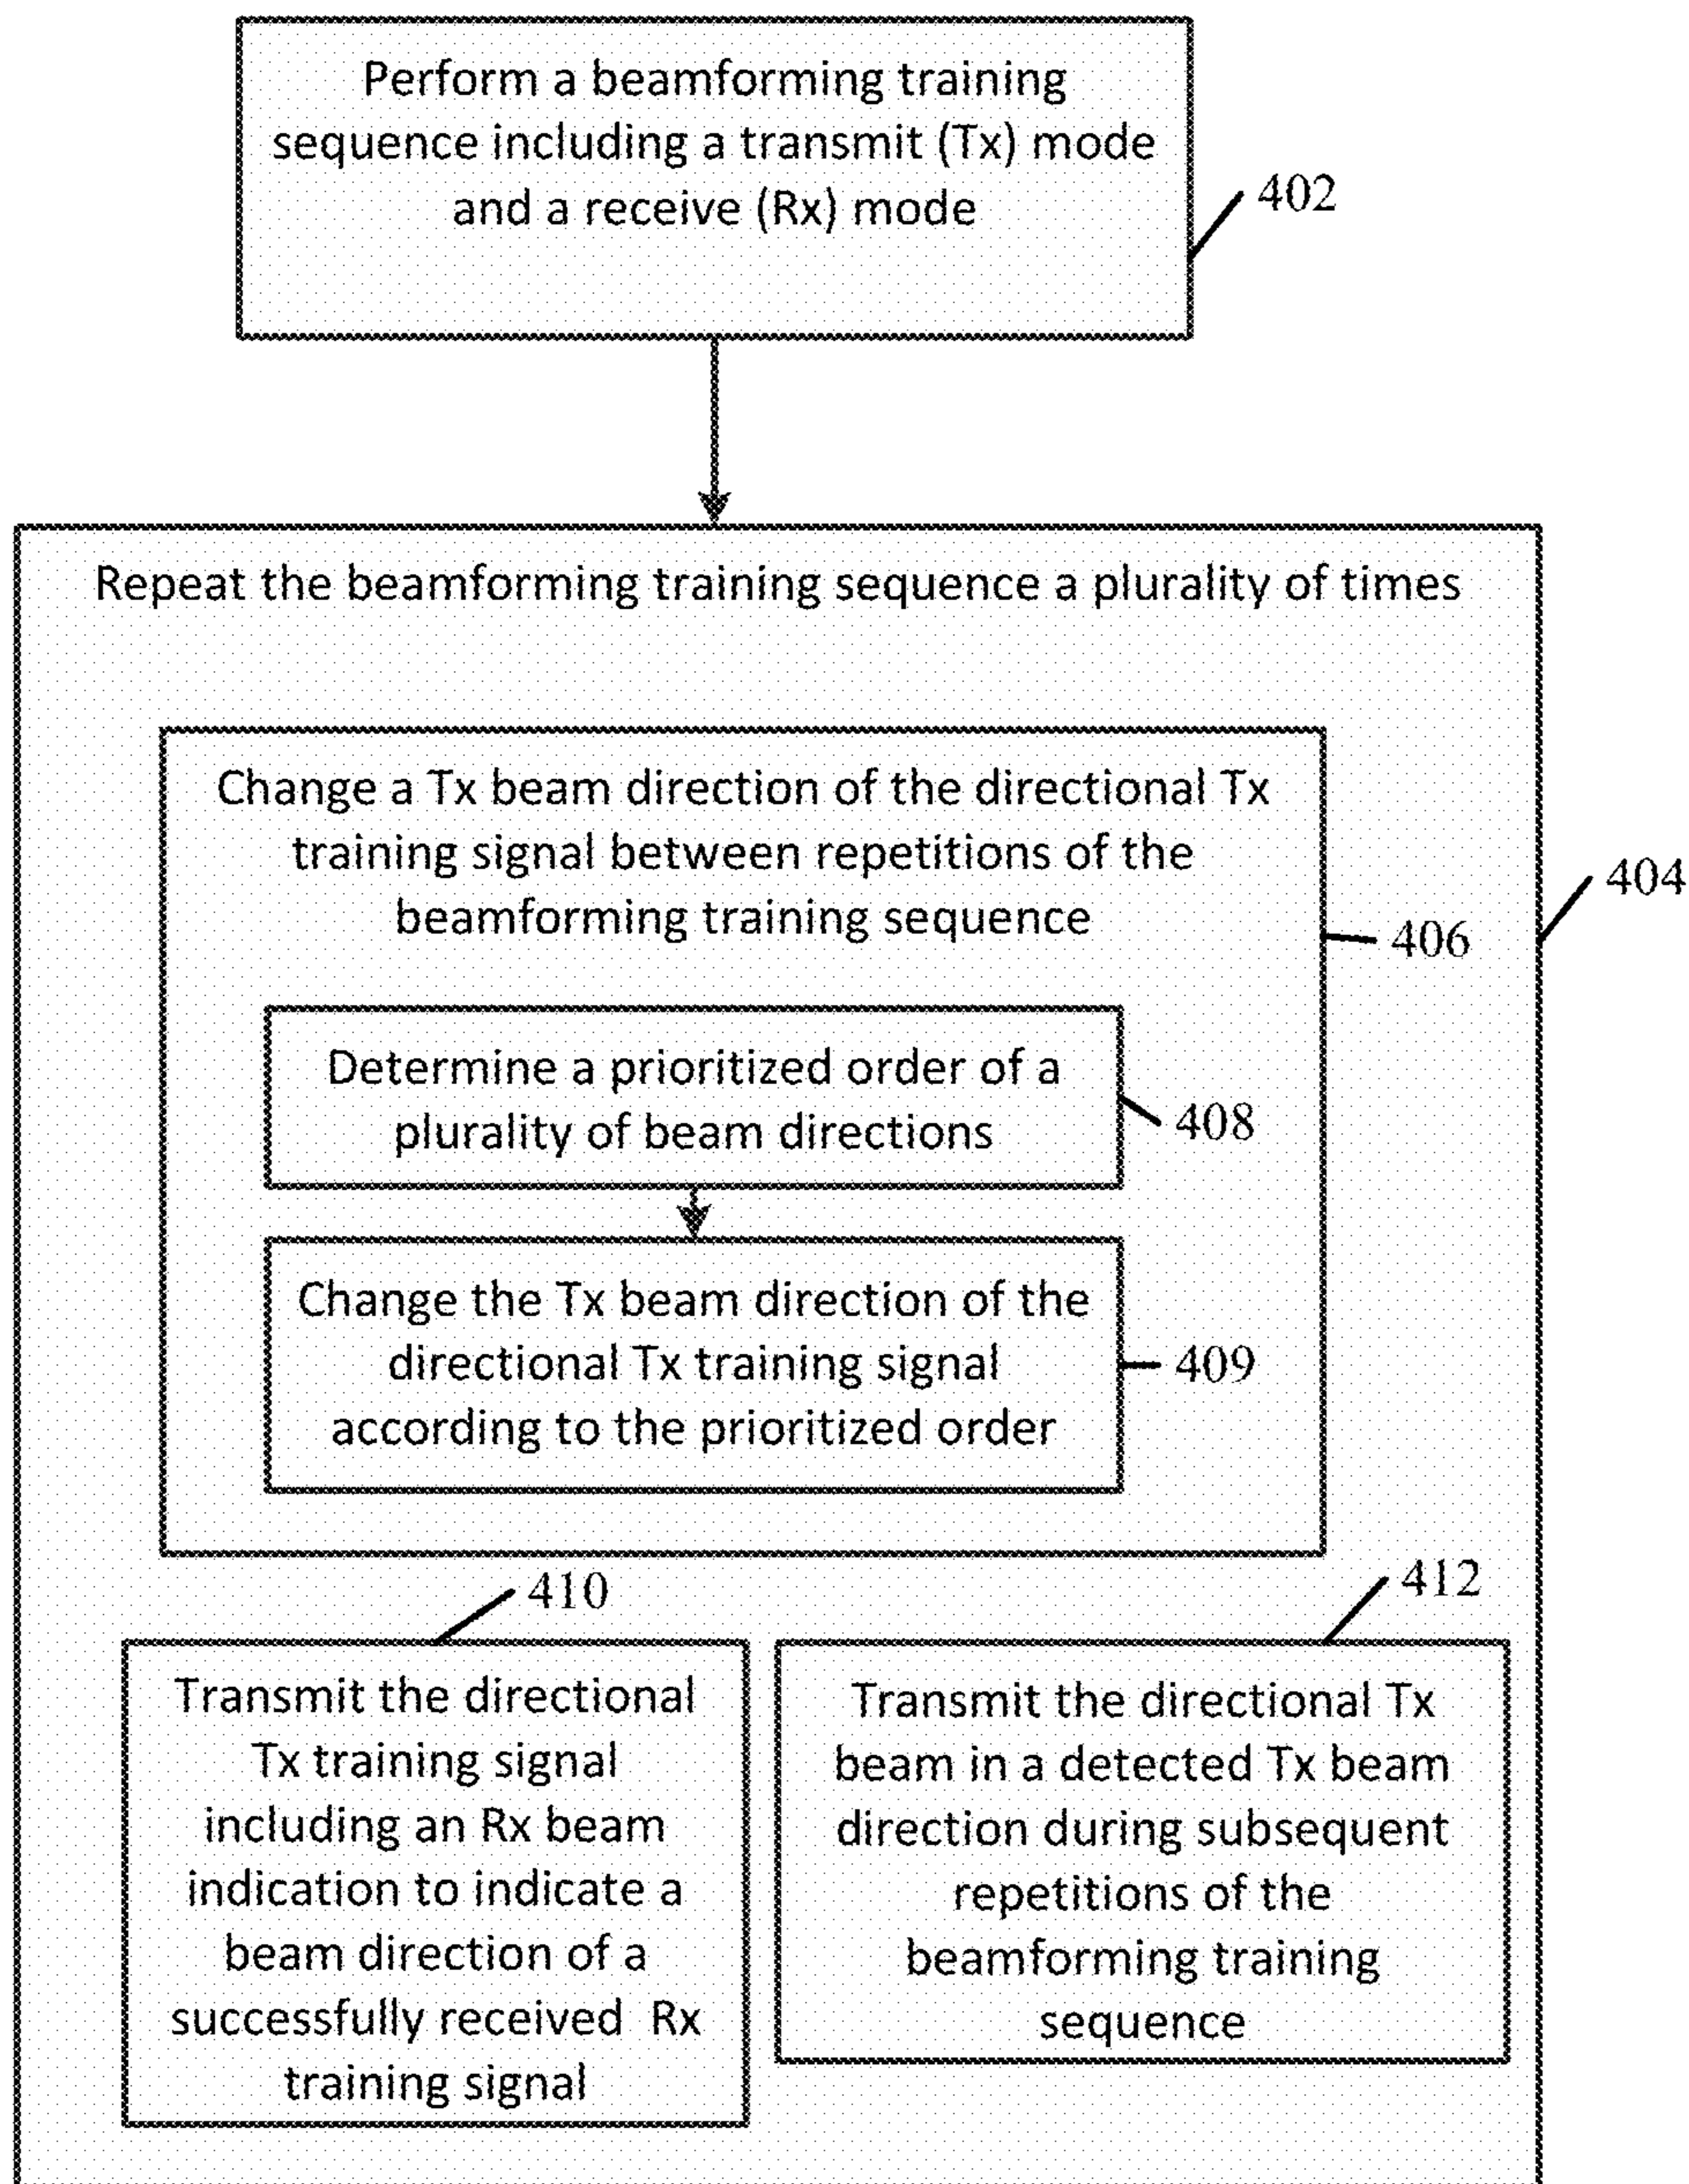 Perform a beamforming training
sequence including a transmit (Tx) mode
and a receive (Rx) mode
402
Repeat the beamforming training sequence a plurality of times
404
Change a Tx beam direction of the directional Tx
training signal between repetitions of the
beamforming training sequence
406
Determine a prioritized order of a
plurality of beam directions
408
Change the Tx beam direction of the
directional Tx training signal
according to the prioritized order
409
410
Transmit the directional
Tx training signal
including an Rx beam
indication to indicate a
beam direction of a
successfully received Rx
training signal
412
Transmit the directional Tx
beam in a detected Tx beam
direction during subsequent
repetitions of the
beamforming training
sequence